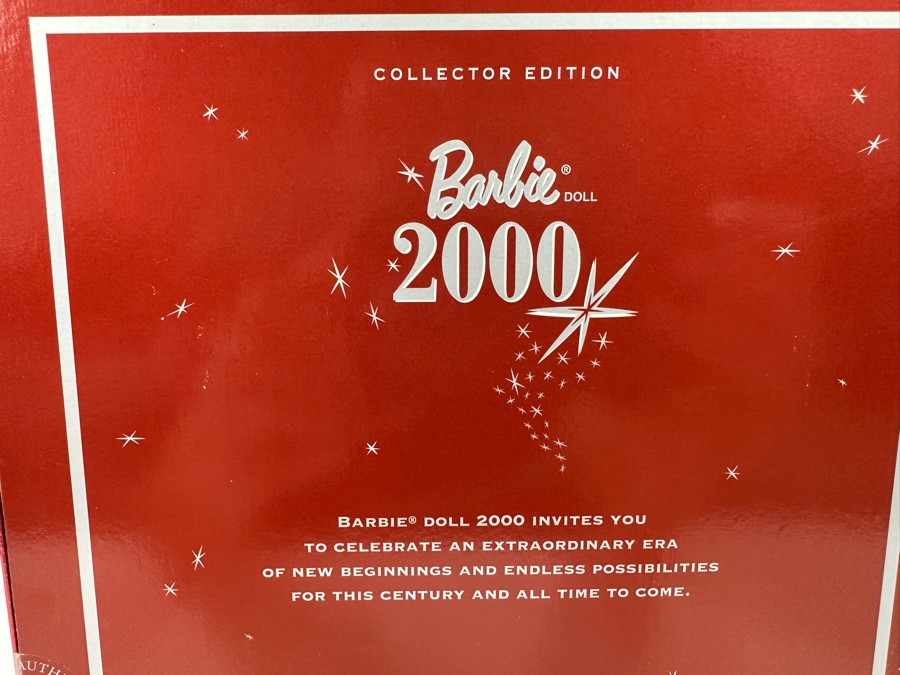 COLLECTOR EDITION
Barbie® DOLL
2000
BARBIE® DOLL 2000 INVITES YOU
TO CELEBRATE AN EXTRAORDINARY ERA
OF NEW BEGINNINGS AND ENDLESS POSSIBILITIES
FOR THIS CENTURY AND ALL TIME TO COME.